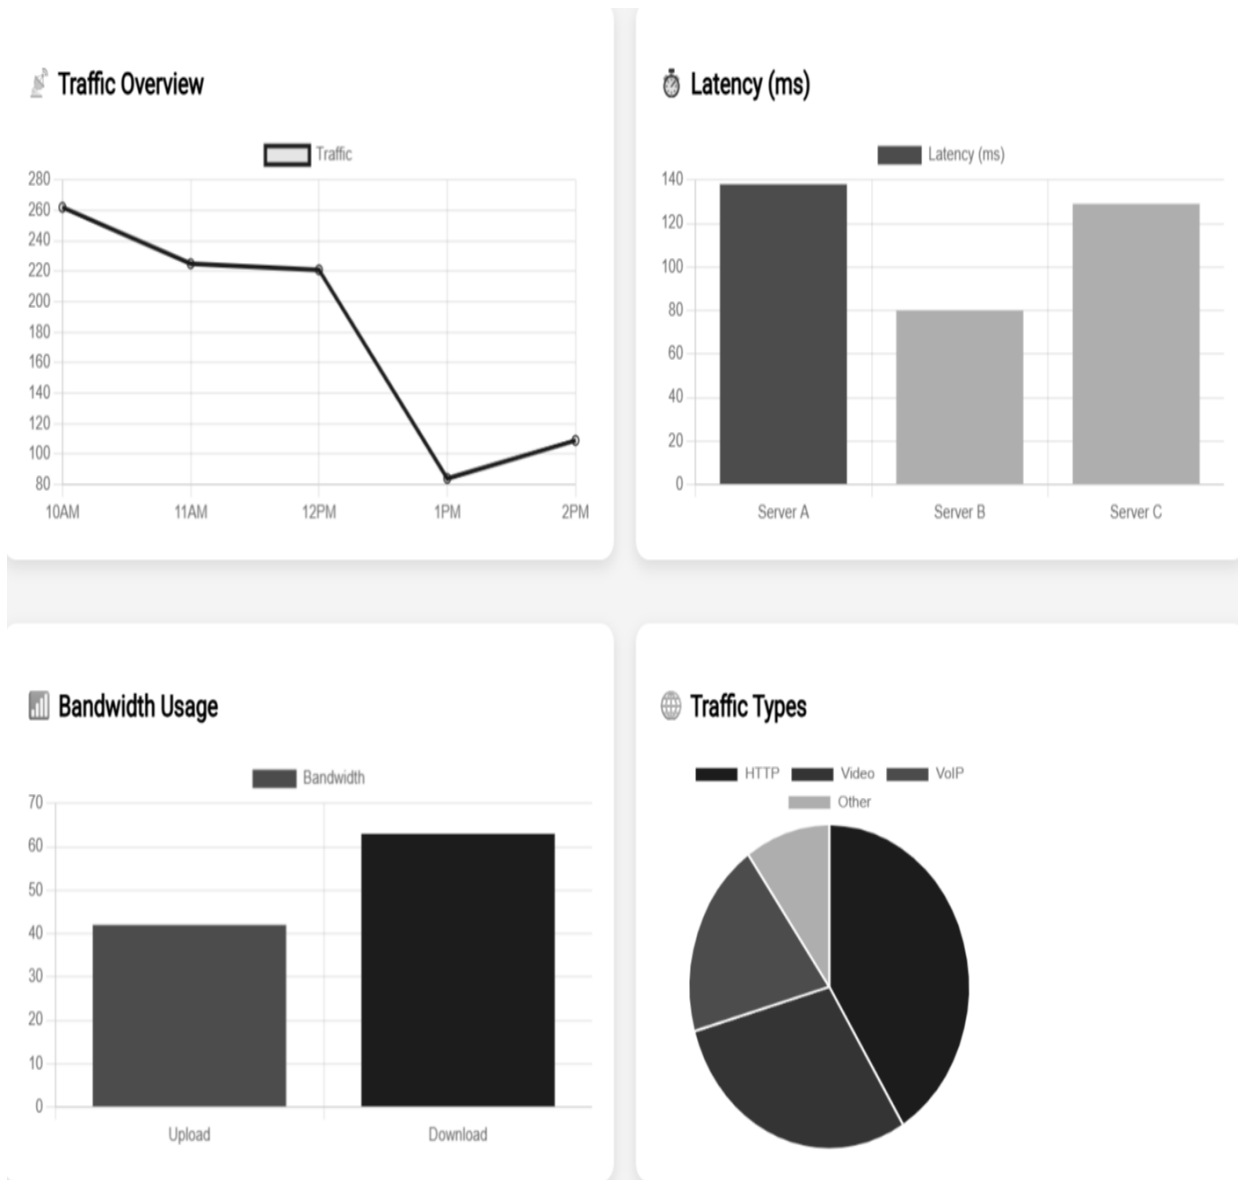 Traffic Overview
Traffic
280
260
240
220
200
180
160
140
120
100
80
10AM 11AM 12PM 1PM 2PM
Latency (ms)
Latency (ms)
140
120
100
80
60
40
20
0
Server A Server B Server C
Bandwidth Usage
Bandwidth
70
60
50
40
30
20
10
0
Upload Download
Traffic Types
HTTP Video VoIP
Other